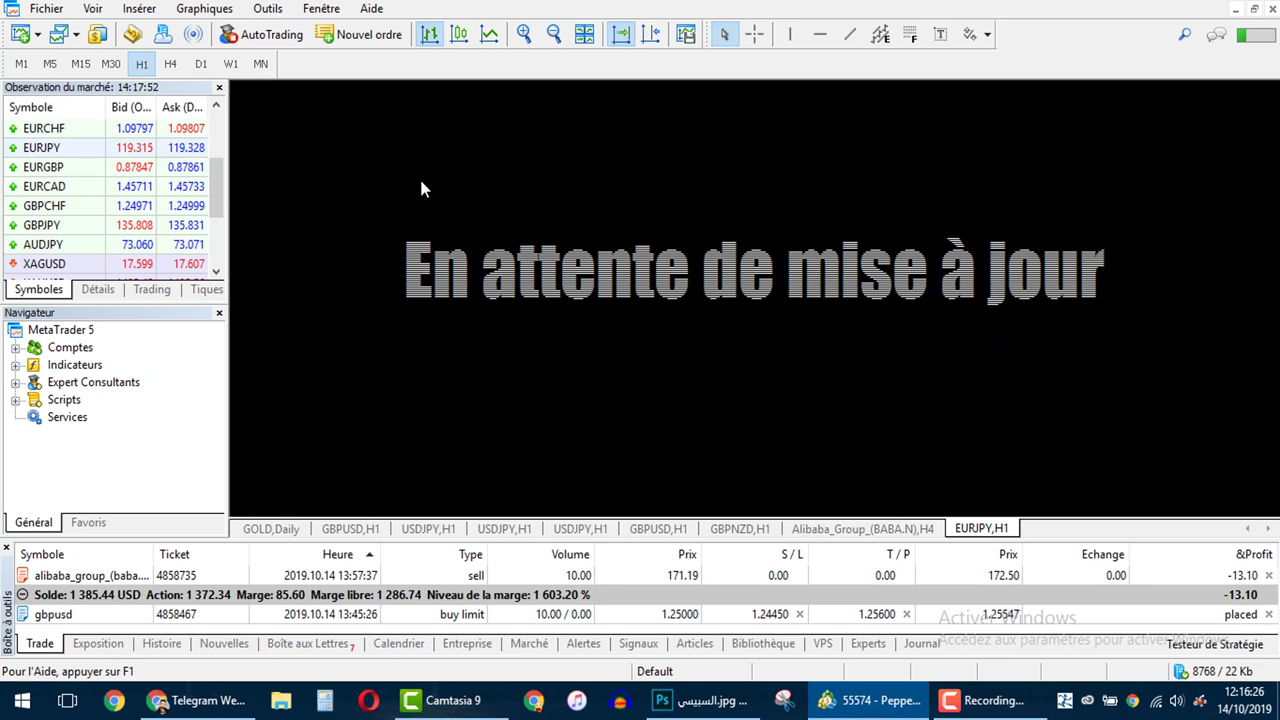 Fichier Voir Insérer Graphiques Outils Fenêtre Aide
AutoTrading Nouvel ordre
M1 M5 M15 M30 H1 H4 D1 W1 MN
Observation du marché: 14:17:52
Symbole Bid (O... Ask (D...
EURCHF 1.09797 1.09807
EURJPY 119.315 119.328
EURGBP 0.87847 0.87861
EURCAD 1.45711 1.45733
GBPCHF 1.24971 1.24999
GBPJPY 135.808 135.831
AUDJPY 73.060 73.071
XAGUSD 17.599 17.607
Symboles Détails Trading Tiques
En attente de mise à jour
Navigateur
MetaTrader 5
Comptes
Indicateurs
Expert Consultants
Scripts
Services
Général Favoris
GOLD,Daily GBPUSD,H1 USDJPY,H1 USDJPY,H1 USDJPY,H1 GBPUSD,H1 GBPNZD,H1 Alibaba_Group_(BABA.N),H4 EURJPY,H1
Symbole Ticket Heure Type Volume Prix S / L T / P Prix Echange &Profit
alibaba_group_(baba.... 4858735 2019.10.14 13:57:37 sell 10.00 171.19 0.00 0.00 172.50 0.00 -13.10
Solde: 1 385.44 USD Action: 1 372.34 Marge: 85.60 Marge libre: 1 286.74 Niveau de la marge: 1 603.20 % -13.10
gbpusd 4858467 2019.10.14 13:45:26 buy limit 10.00 / 0.00 1.25000 1.24450 1.25600 1.25547 placed
Activer Windows
Accédez aux paramètres pour activer Windows.
Boîte à outils
Trade Exposition Histoire Nouvelles Boîte aux Lettres 7 Calendrier Entreprise Marché Alertes Signaux Articles Bibliothèque VPS Experts Journal Testeur de Stratégie
Pour l'Aide, appuyer sur F1 Default 8768 / 22 Kb
Telegram We... Camtasia 9 Ps السبيسي.jpg ... 55574 - Peppe... Recording... 12:16:26
14/10/2019